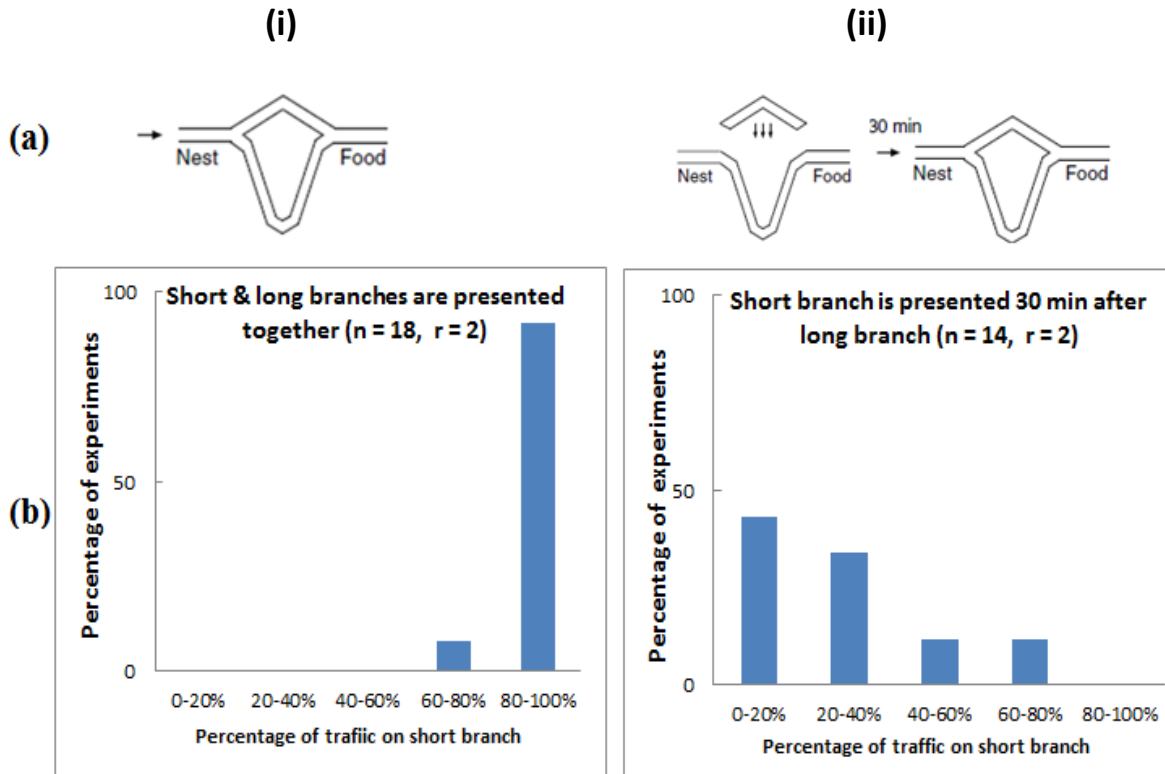 (i)
(ii)
(a)
Nest
Food
Nest
Food
30 min
Nest
Food
(b)
Short & long branches are presented
together (n = 18, r = 2)
Percentage of experiments
100
50
0
0-20%
20-40%
40-60%
60-80%
80-100%
Percentage of trafiic on short branch
Short branch is presented 30 min after
long branch (n = 14, r = 2)
Percentage of experiments
100
50
0
0-20%
20-40%
40-60%
60-80%
80-100%
Percentage of traffic on short branch